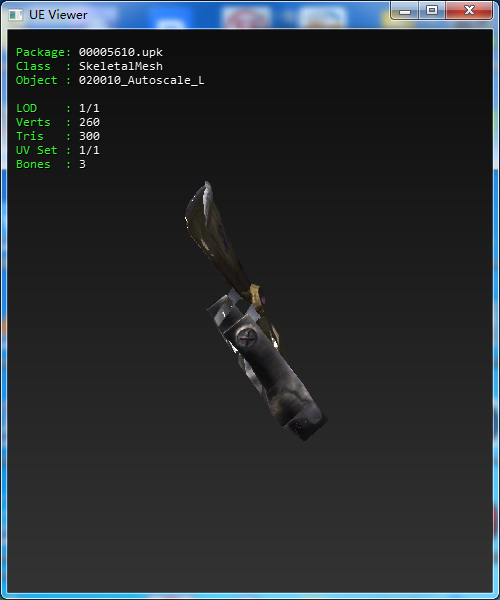 UE Viewer
Package: 00005610.upk
Class : SkeletalMesh
Object : 020010_Autoscale_L
LOD : 1/1
Verts : 260
Tris : 300
UV Set : 1/1
Bones : 3